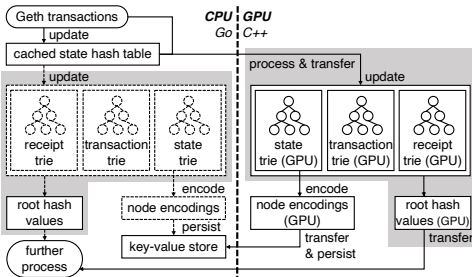 Geth transactions
CPU GPU
Go C++
update
cached state hash table
process & transfer
update
update
receipt
trie
transaction
trie
state
trie
state
trie (GPU)
transaction
trie (GPU)
receipt
trie (GPU)
encode
encode
root hash
values
node encodings
node encodings
(GPU)
root hash
values (GPU)
persist
transfer
& persist
transfer
key-value store
further
process